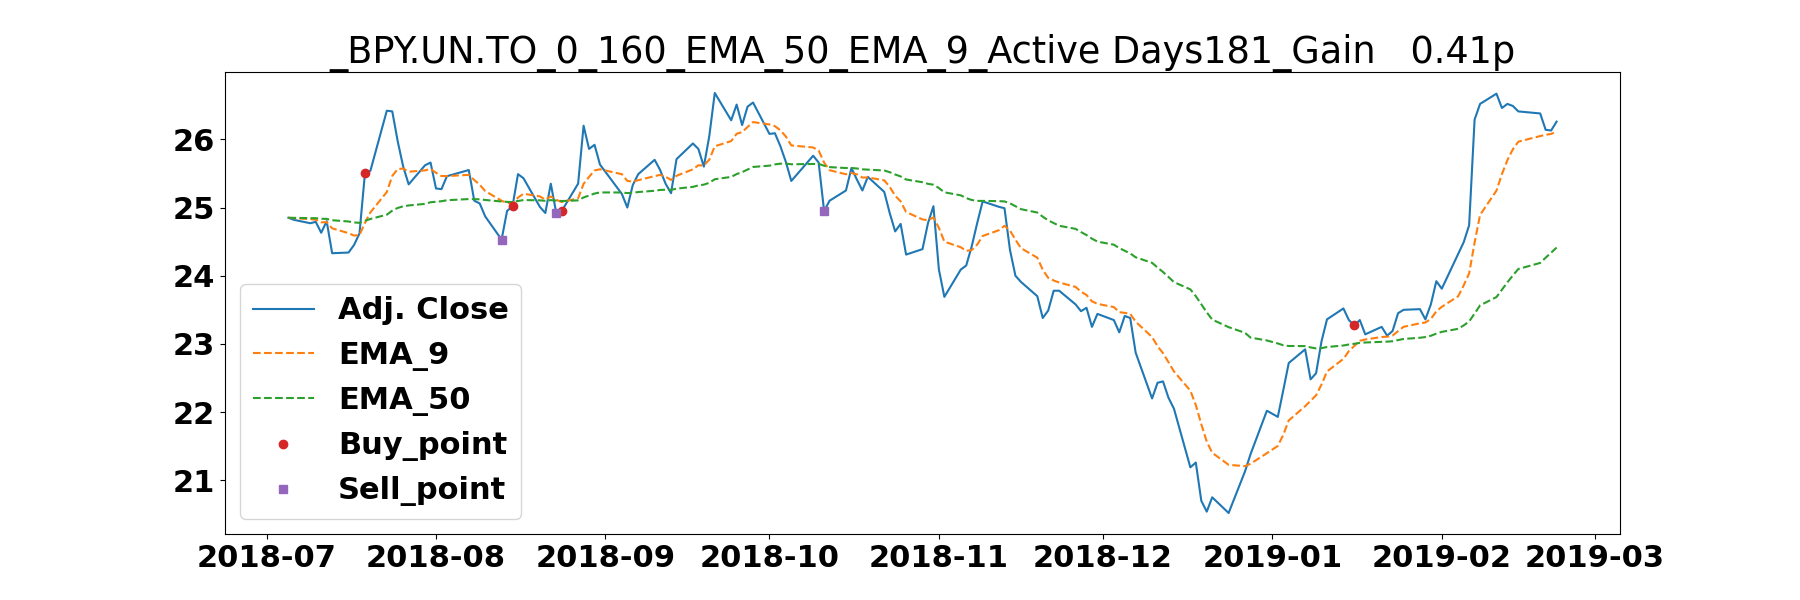 _BPY.UN.TO_0_160_EMA_50_EMA_9_Active Days181_Gain   0.41p
26
25
24
23
22
21
Adj. Close
EMA_9
EMA_50
Buy_point
Sell_point
2018-07 2018-08 2018-09 2018-10 2018-11 2018-12 2019-01 2019-02 2019-03